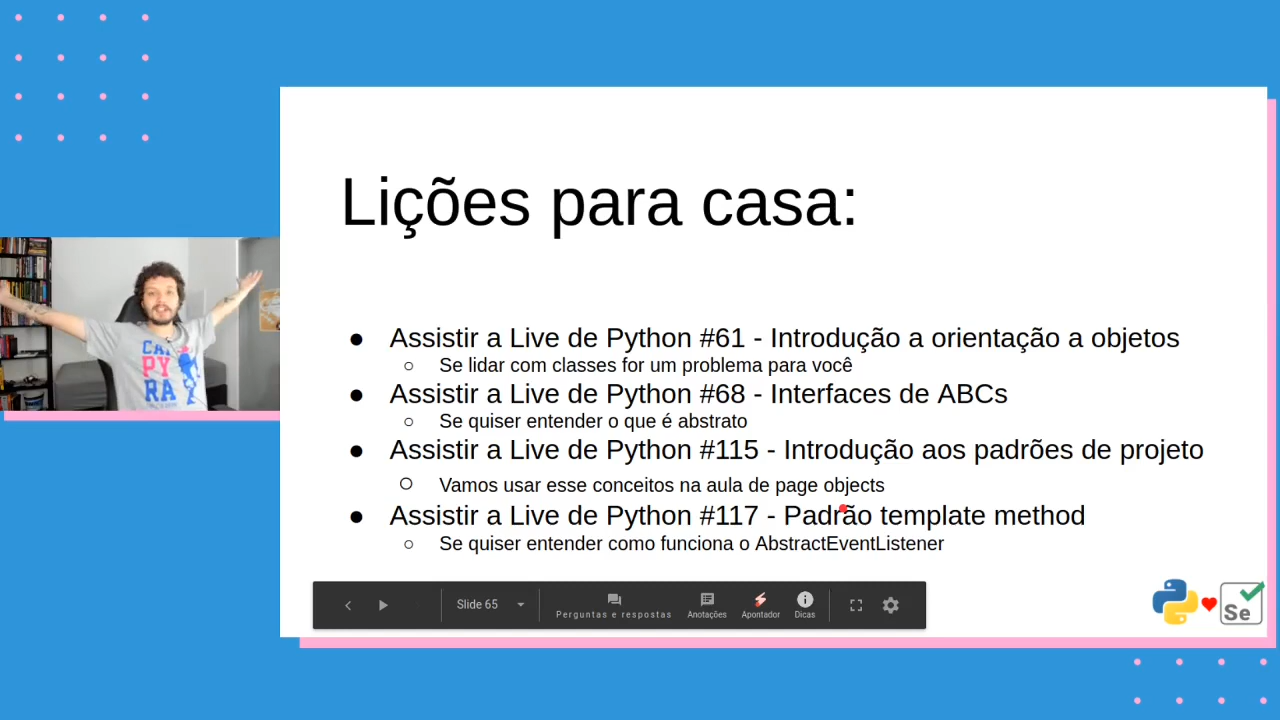 Lições para casa:
● Assistir a Live de Python #61 - Introdução a orientação a objetos
○ Se lidar com classes for um problema para você
● Assistir a Live de Python #68 - Interfaces de ABCs
○ Se quiser entender o que é abstrato
● Assistir a Live de Python #115 - Introdução aos padrões de projeto
○ Vamos usar esse conceitos na aula de page objects
● Assistir a Live de Python #117 - Padrão template method
○ Se quiser entender como funciona o AbstractEventListener
Slide 65
Perguntas e respostas
Anotações
Apontador
Dicas
Se
PY
RA